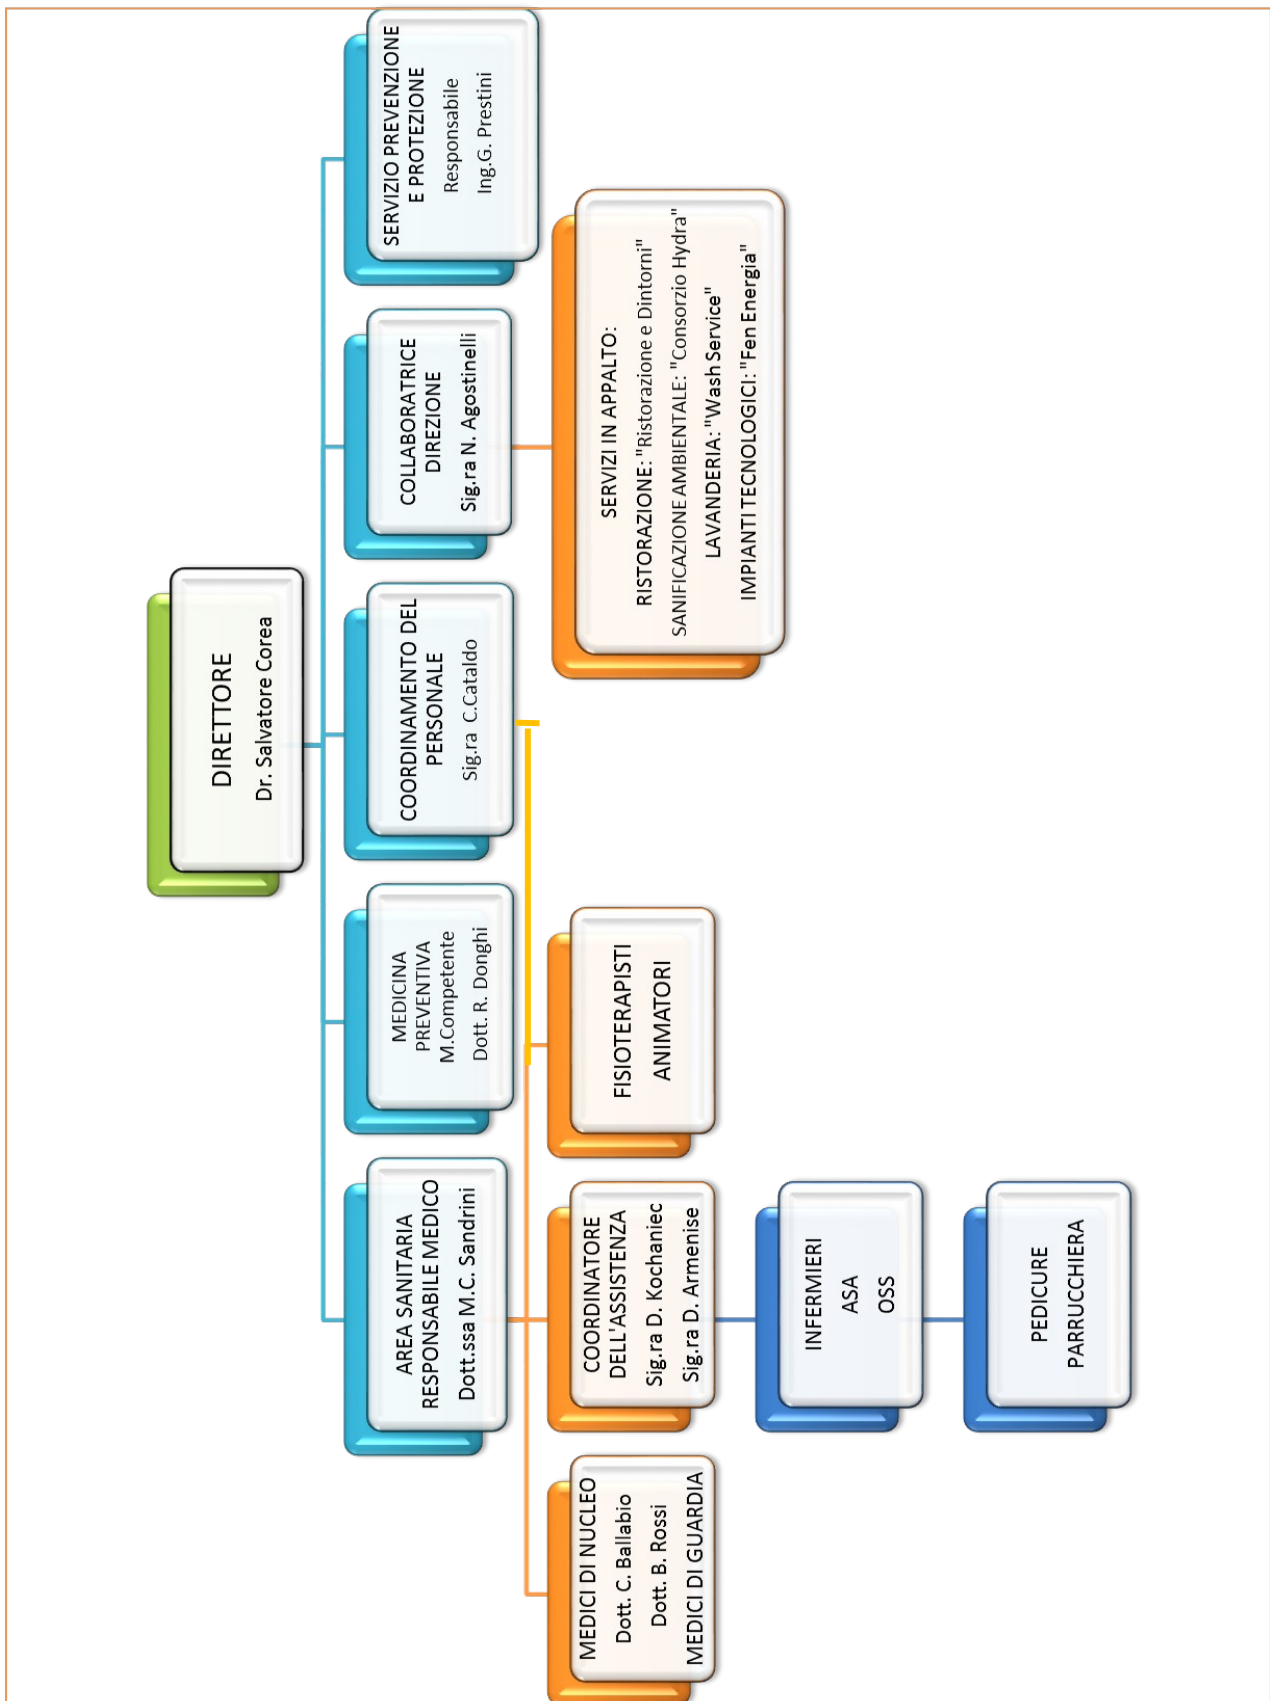 DIRETTORE
Dr. Salvatore Corea
AREA SANITARIA
RESPONSABILE MEDICO
Dott.ssa M.C. Sandrini
MEDICINA
PREVENTIVA
M.Competente
Dott. R. Donghi
COORDINAMENTO DEL
PERSONALE
Sig.ra C.Cataldo
COLLABORATRICE
DIREZIONE
Sig.ra N. Agostinelli
SERVIZIO PREVENZIONE
E PROTEZIONE
Responsabile
Ing.G. Prestini
MEDICI DI NUCLEO
Dott. C. Ballabio
Dott. B. Rossi
MEDICI DI GUARDIA
COORDINATORE
DELL'ASSISTENZA
Sig.ra D. Kochaniec
Sig.ra D. Armenise
FISIOTERAPISTI
ANIMATORI
SERVIZI IN APPALTO:
RISTORAZIONE: "Ristorazione e Dintorni"
SANIFICAZIONE AMBIENTALE: "Consorzio Hydra"
LAVANDERIA: "Wash Service"
IMPIANTI TECNOLOGICI: "Fen Energia"
INFERMIERI
ASA
OSS
PEDICURE
PARRUCCHIERA